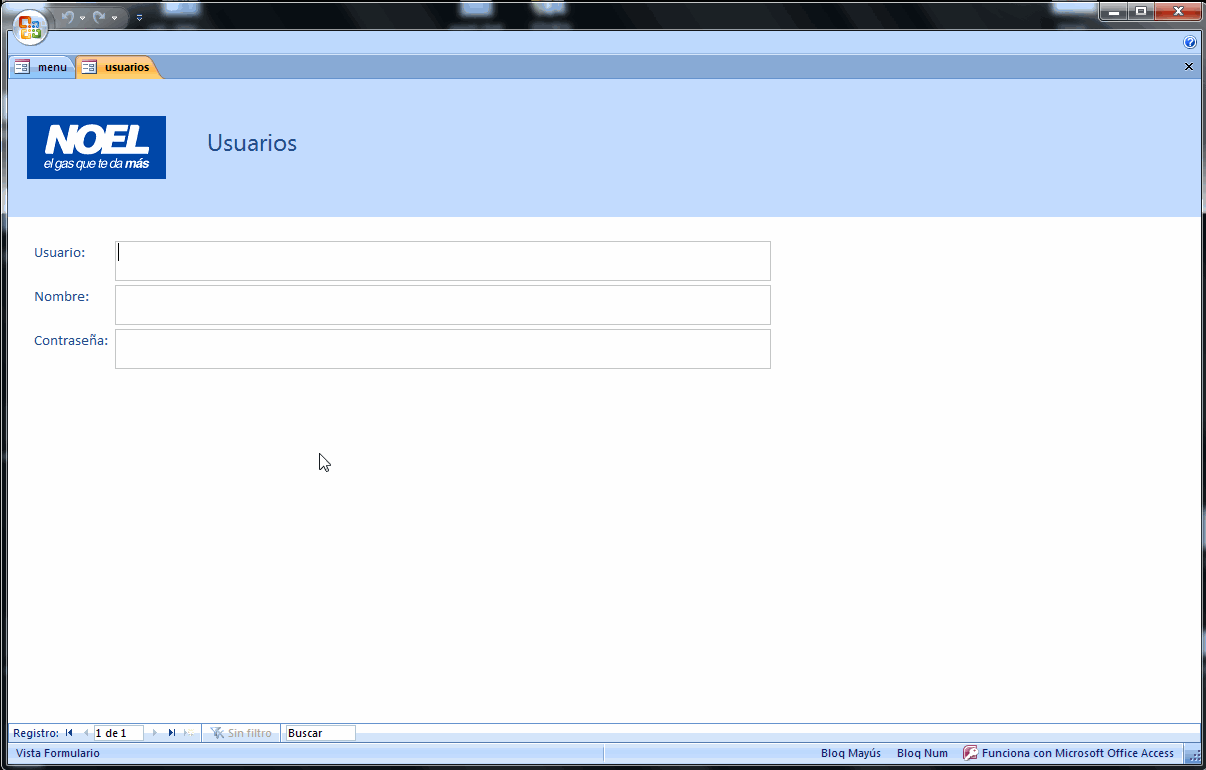 menu
usuarios
NOEL
el gas que te da más
Usuarios
Usuario:
Nombre:
Contraseña:
Registro:
1 de 1
Sin filtro
Buscar
Vista Formulario
Bloq Mayús
Bloq Num
Funciona con Microsoft Office Access